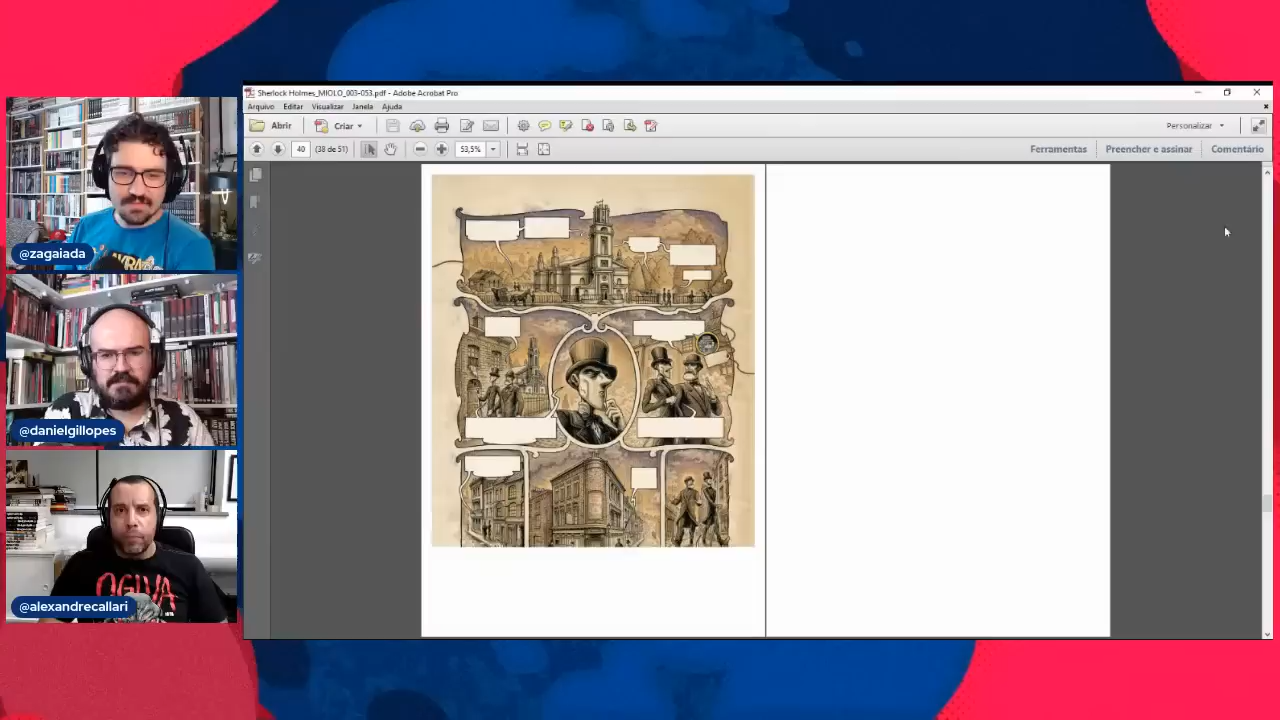 @zagaiada
@danielgillopes
OGIVA
@alexandrecallari
Sherlock Holmes_MIOLO_003-053.pdf - Adobe Acrobat Pro
Arquivo Editar Visualizar Janela Ajuda
Abrir Criar Personalizar
40 (38 de 51) 53,5% Ferramentas Preencher e assinar Comentário